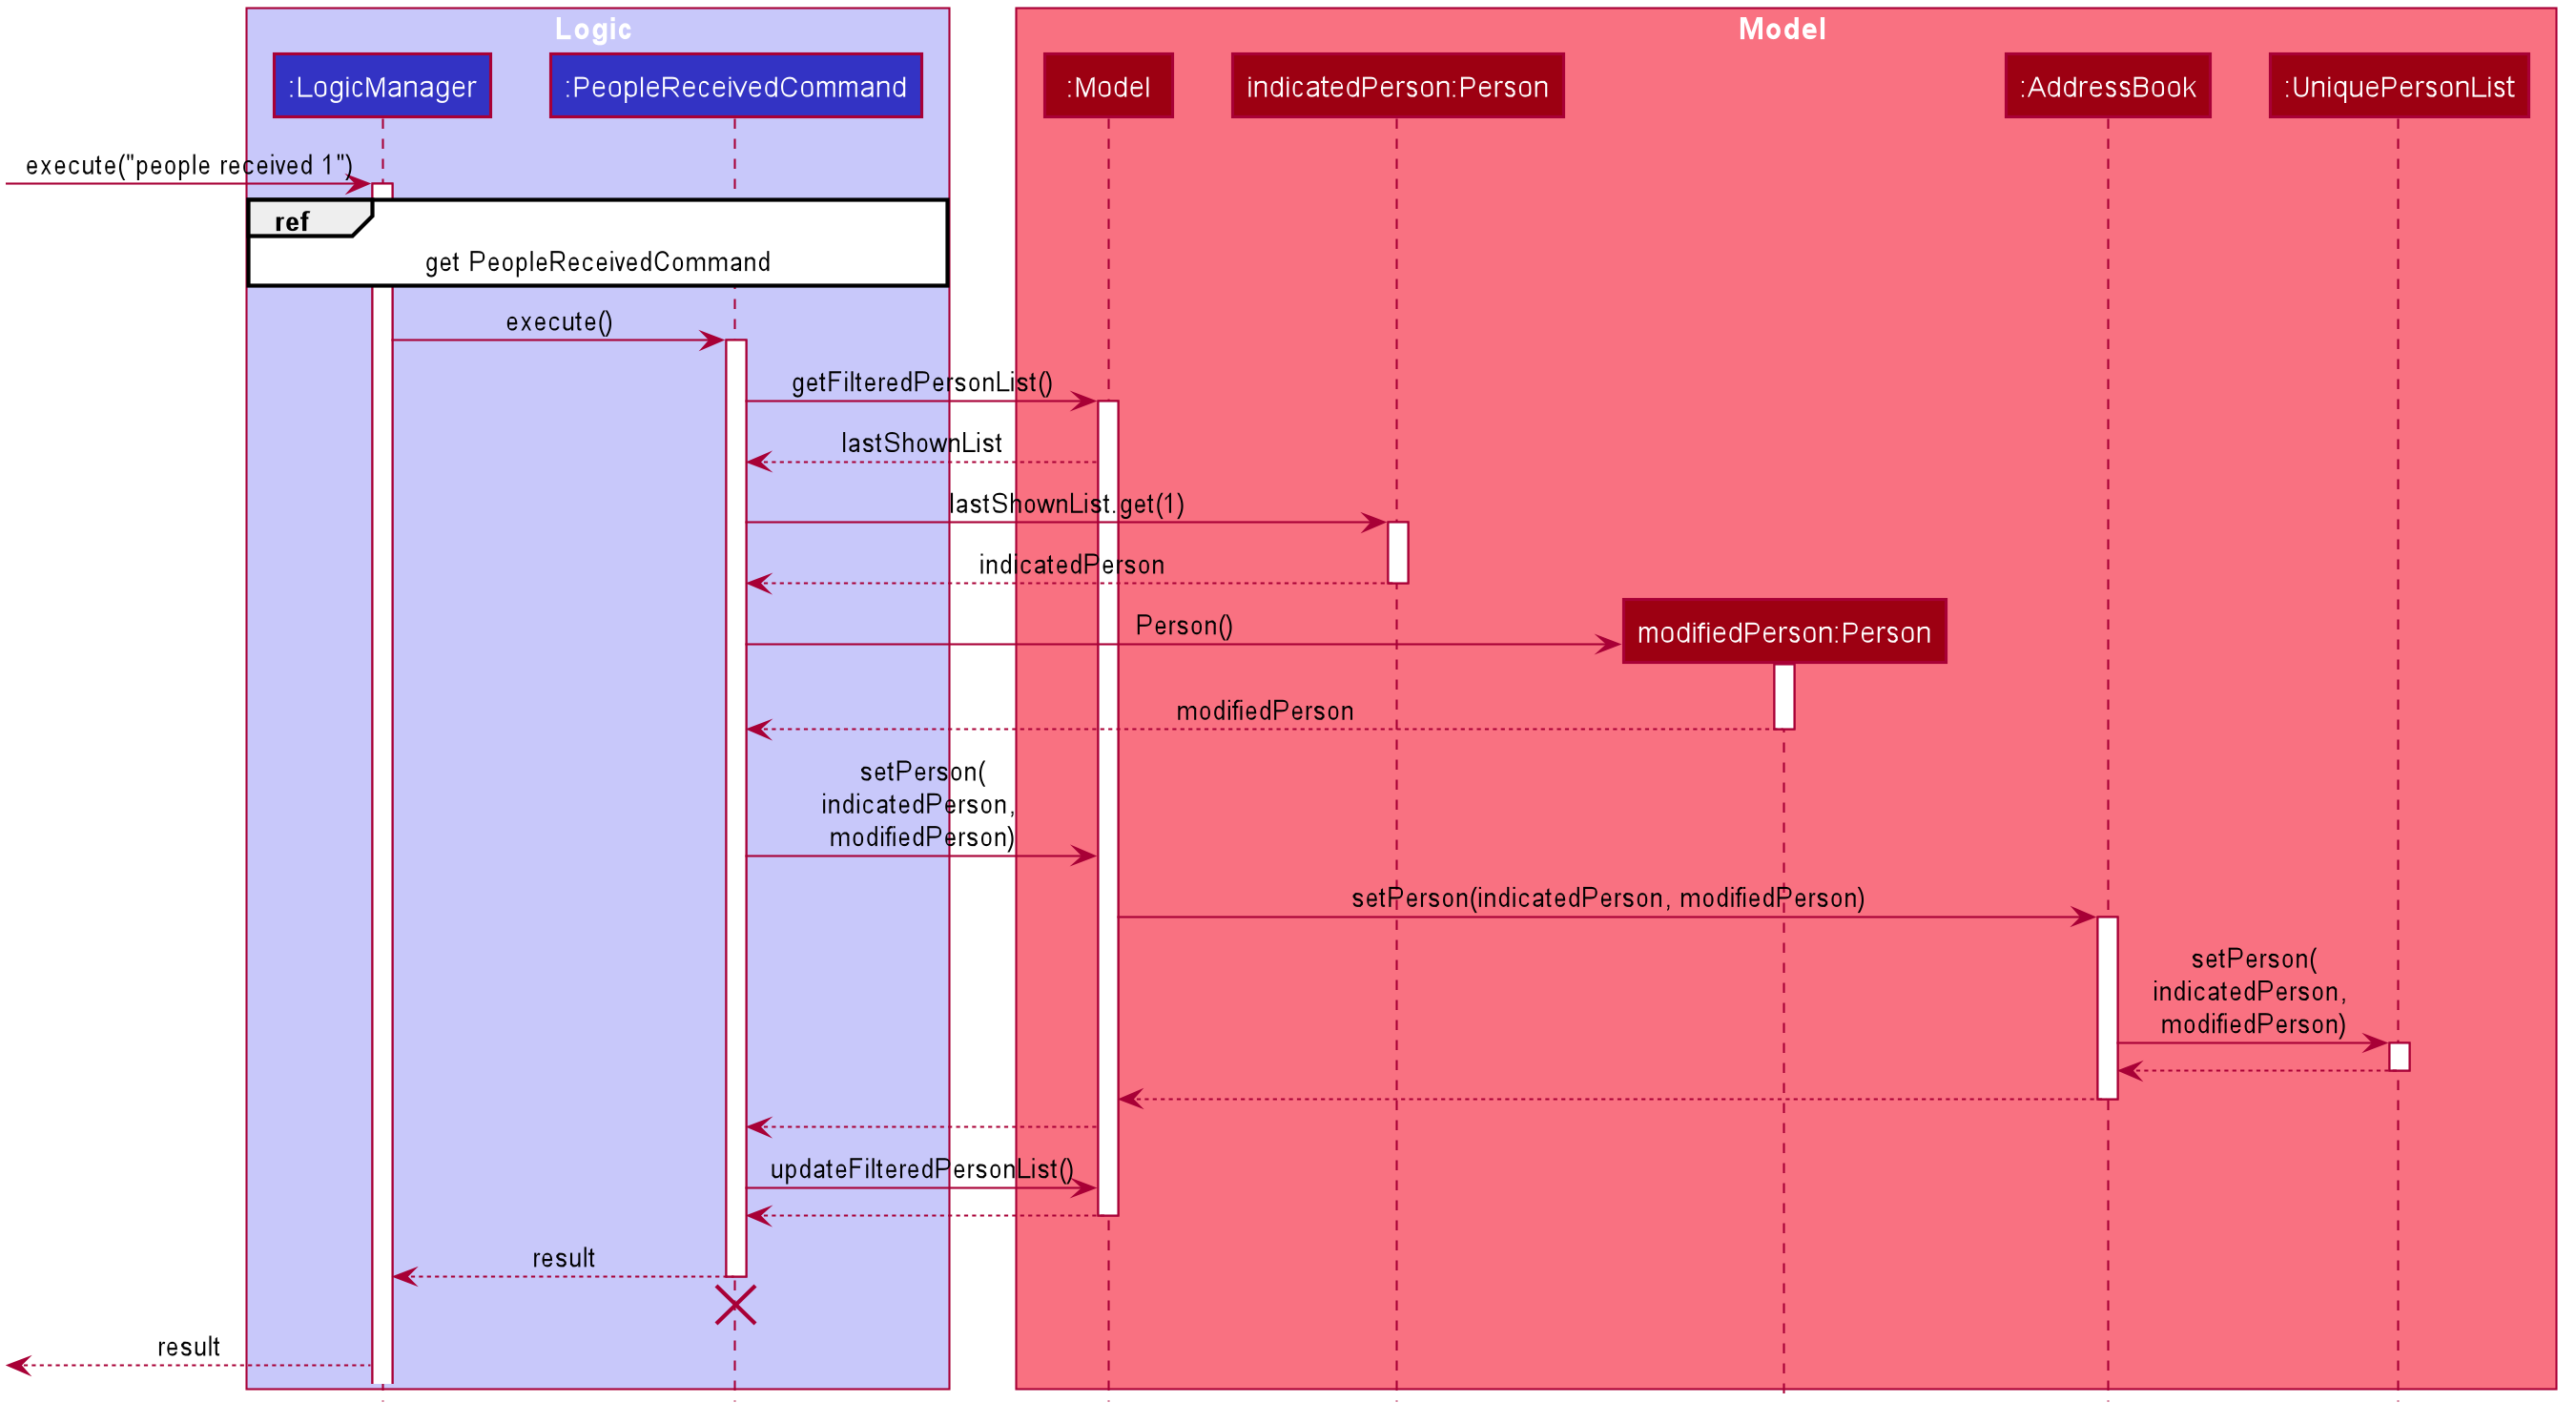 Logic
Model
:LogicManager
:PeopleReceivedCommand
:Model
indicatedPerson:Person
:AddressBook
:UniquePersonList
execute("people received 1")
ref
get PeopleReceivedCommand
execute()
getFilteredPersonList()
lastShownList
lastShownList.get(1)
indicatedPerson
Person()
modifiedPerson:Person
modifiedPerson
setPerson(
indicatedPerson,
modifiedPerson)
setPerson(indicatedPerson, modifiedPerson)
setPerson(
indicatedPerson,
modifiedPerson)
updateFilteredPersonList()
result
result